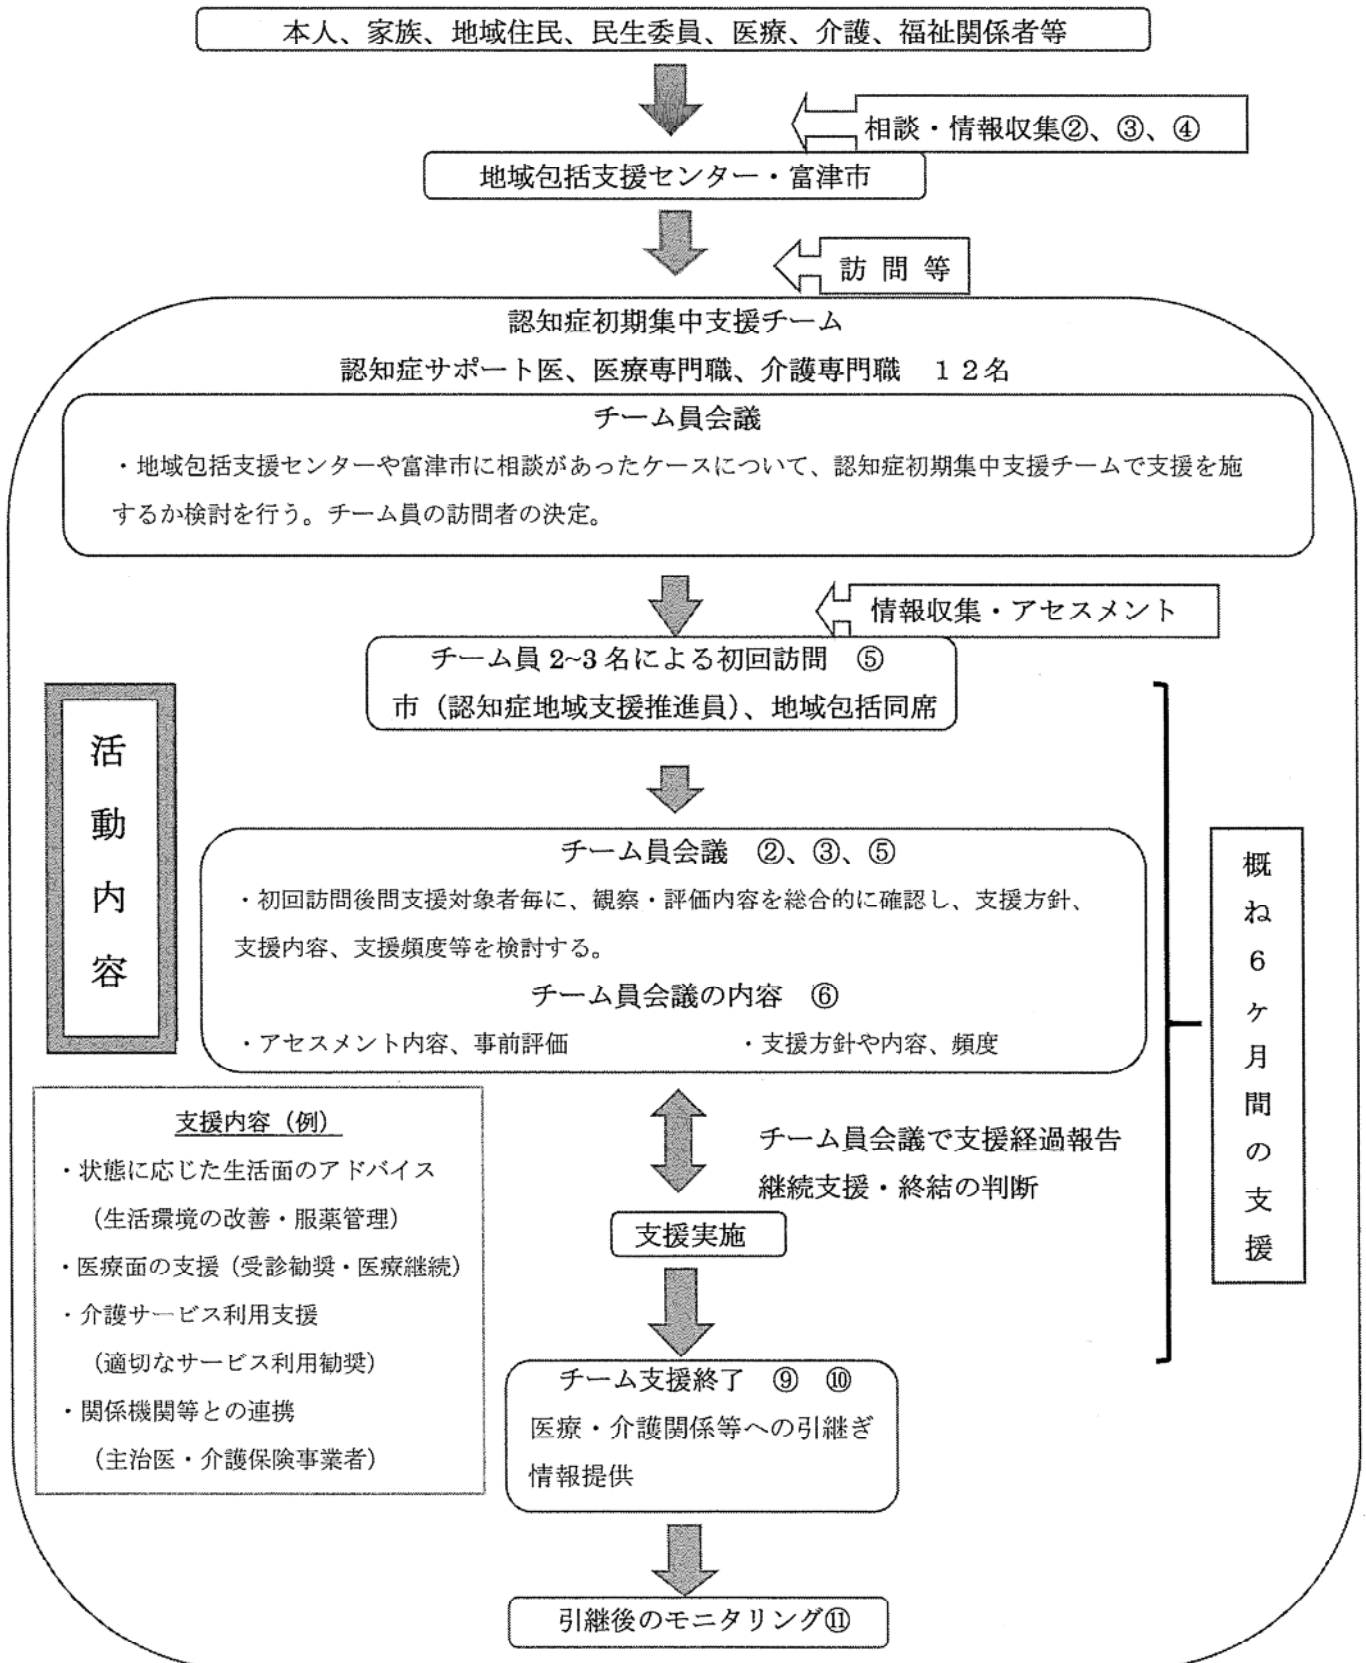 本人、家族、地域住民、民生委員、医療、介護、福祉関係者等
相談・情報収集②、③、④
地域包括支援センター・富津市
訪 問 等
認知症初期集中支援チーム
認知症サポート医、医療専門職、介護専門職　１２名
チーム員会議
・地域包括支援センターや富津市に相談があったケースについて、認知症初期集中支援チームで支援を施
するか検討を行う。チーム員の訪問者の決定。
情報収集・アセスメント
チーム員 2~3 名による初回訪問　⑤
市（認知症地域支援推進員）、地域包括同席
活動内容
チーム員会議　②、③、⑤
・初回訪問後問支援対象者毎に、観察・評価内容を総合的に確認し、支援方針、
支援内容、支援頻度等を検討する。
チーム員会議の内容　⑥
・アセスメント内容、事前評価　　・支援方針や内容、頻度
概ね６ヶ月間の支援
チーム員会議で支援経過報告
継続支援・終結の判断
支援実施
支援内容（例）
・状態に応じた生活面のアドバイス
（生活環境の改善・服薬管理）
・医療面の支援（受診勧奨・医療継続）
・介護サービス利用支援
（適切なサービス利用勧奨）
・関係機関等との連携
（主治医・介護保険事業者）
チーム支援終了　⑨　⑩
医療・介護関係等への引継ぎ
情報提供
引継後のモニタリング⑪